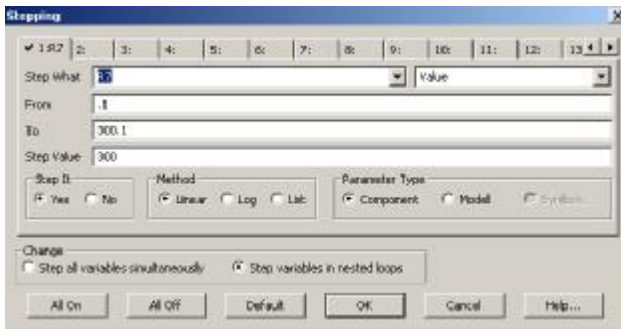 Stepping
1:R7 2: 3: 4: 5: 6: 7: 8: 9: 10: 11: 12: 13
Step What R7 Value
From .1
To 300.1
Step Value 300
Step It Method Parameter Type
Yes No Linear Log List Component Model Symbolic
Change
Step all variables simultaneously Step variables in nested loops
All On All Off Default OK Cancel Help...